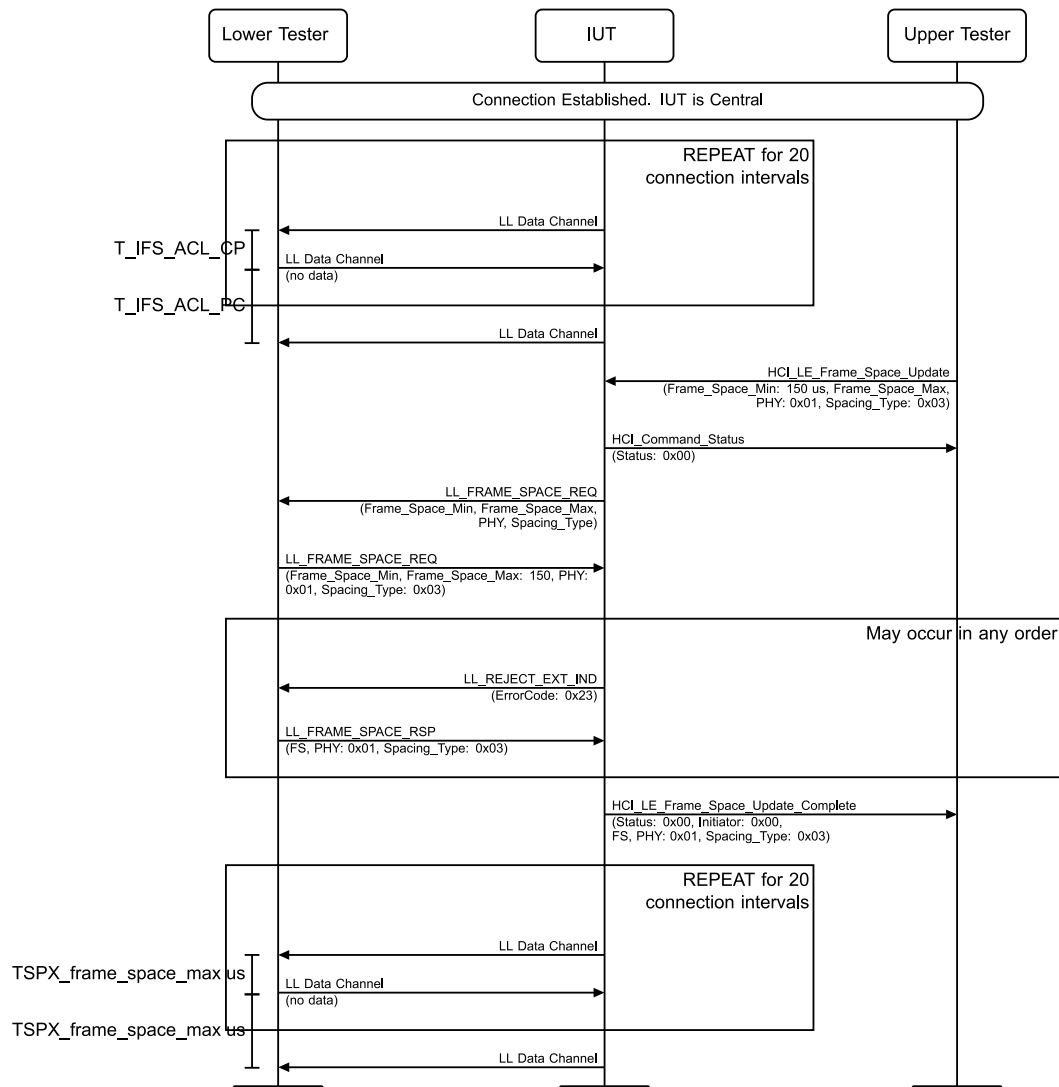 Lower Tester
IUT
Upper Tester
Connection Established. IUT is Central
REPEAT for 20
connection intervals
LL Data Channel
T_IFS_ACL_CP
LL Data Channel
(no data)
T_IFS_ACL_PC
LL Data Channel
HCI_LE_Frame_Space_Update
(Frame_Space_Min: 150 us, Frame_Space_Max,
PHY: 0x01, Spacing_Type: 0x03)
HCI_Command_Status
(Status: 0x00)
LL_FRAME_SPACE_REQ
(Frame_Space_Min, Frame_Space_Max,
PHY, Spacing_Type)
LL_FRAME_SPACE_REQ
(Frame_Space_Min, Frame_Space_Max: 150, PHY:
0x01, Spacing_Type: 0x03)
May occur in any order
LL_REJECT_EXT_IND
(ErrorCode: 0x23)
LL_FRAME_SPACE_RSP
(FS, PHY: 0x01, Spacing_Type: 0x03)
HCI_LE_Frame_Space_Update_Complete
(Status: 0x00, Initiator: 0x00,
FS, PHY: 0x01, Spacing_Type: 0x03)
REPEAT for 20
connection intervals
LL Data Channel
TSPX_frame_space_max us
LL Data Channel
(no data)
TSPX_frame_space_max us
LL Data Channel